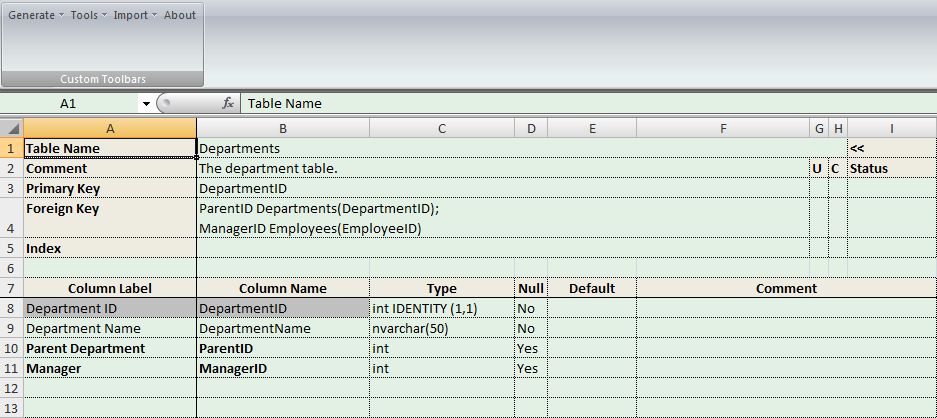 Generate Tools Import About
Custom Toolbars
A1 fx Table Name
A B C D E F G H I
1 Table Name Departments <<
2 Comment The department table. U C Status
3 Primary Key DepartmentID
Foreign Key ParentID Departments(DepartmentID);
4 ManagerID Employees(EmployeeID)
5 Index
6
7 Column Label Column Name Type Null Default Comment
8 Department ID DepartmentID int IDENTITY (1,1) No
9 Department Name DepartmentName nvarchar(50) No
10 Parent Department ParentID int Yes
11 Manager ManagerID int Yes
12
13